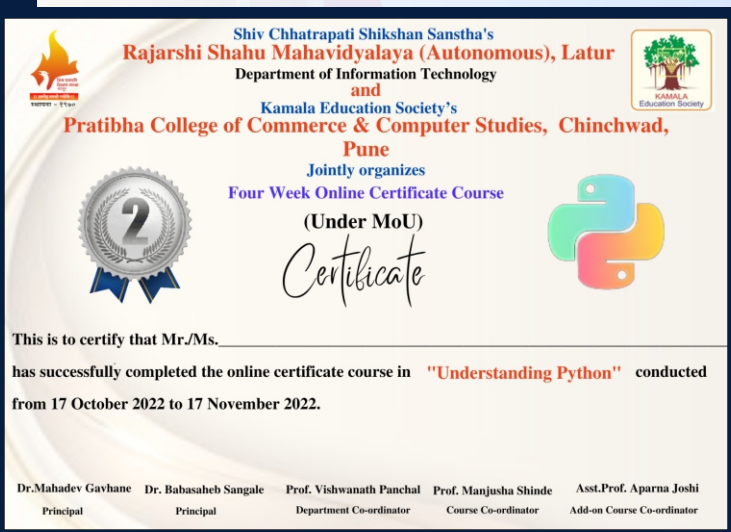 Shiv Chhatrapati Shikshan Sanstha's
Rajarshi Shahu Mahavidyalaya (Autonomous), Latur
Department of Information Technology
and
Kamala Education Society's
Pratibha College of Commerce & Computer Studies, Chinchwad,
Pune
Jointly organizes
Four Week Online Certificate Course
(Under MoU)
Certificate
स्थापना - १९७०
KAMALA
Education Society
2
This is to certify that Mr./Ms.
has successfully completed the online certificate course in "Understanding Python" conducted
from 17 October 2022 to 17 November 2022.
Dr.Mahadev Gavhane Dr. Babasaheb Sangale Prof. Vishwanath Panchal Prof. Manjusha Shinde Asst.Prof. Aparna Joshi
Principal Principal Department Co-ordinator Course Co-ordinator Add-on Course Co-ordinator